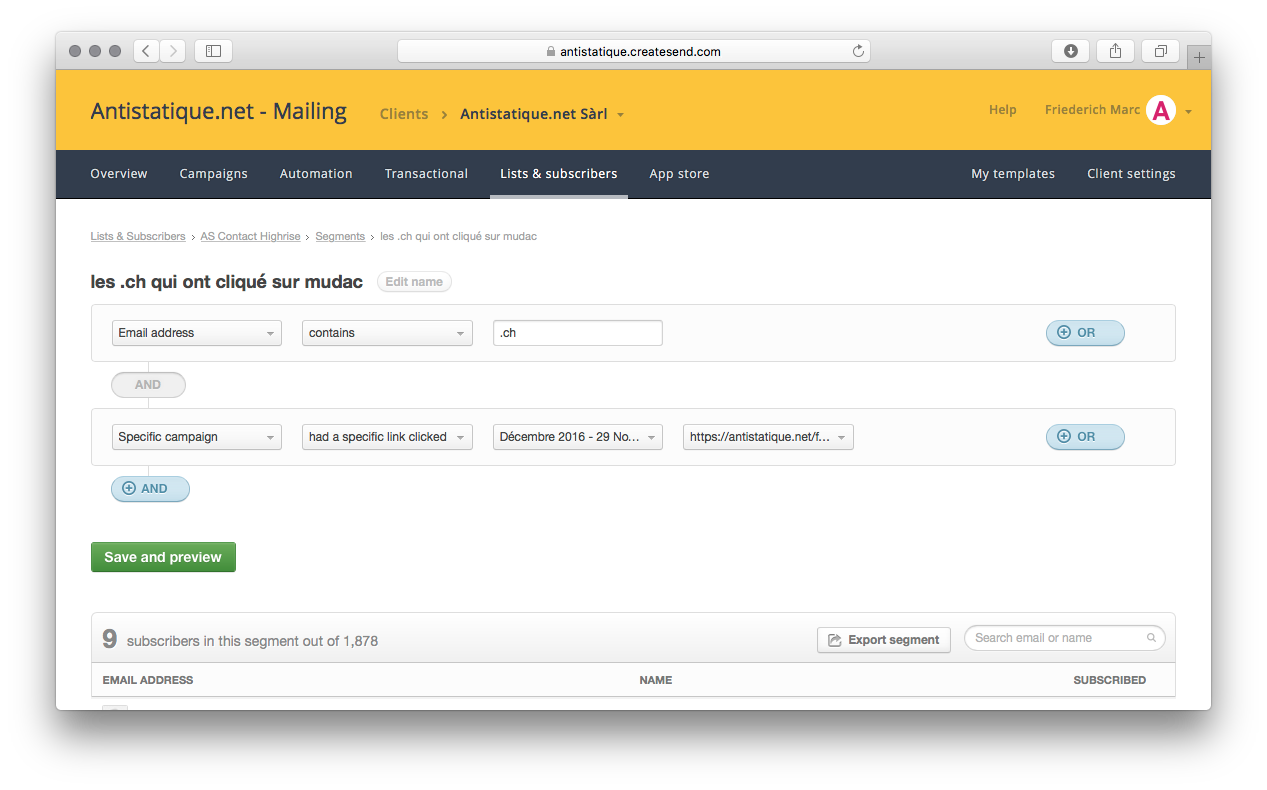 antistatique.createsend.com
Antistatique.net - Mailing Clients › Antistatique.net Sàrl Help Friederich Marc A
Overview Campaigns Automation Transactional Lists & subscribers App store My templates Client settings
Lists & Subscribers › AS Contact Highrise › Segments › les .ch qui ont cliqué sur mudac
les .ch qui ont cliqué sur mudac Edit name
Email address contains .ch OR
AND
Specific campaign had a specific link clicked Décembre 2016 - 29 No... https://antistatique.net/f... OR
AND
Save and preview
9 subscribers in this segment out of 1,878 Export segment Search email or name
EMAIL ADDRESS NAME SUBSCRIBED